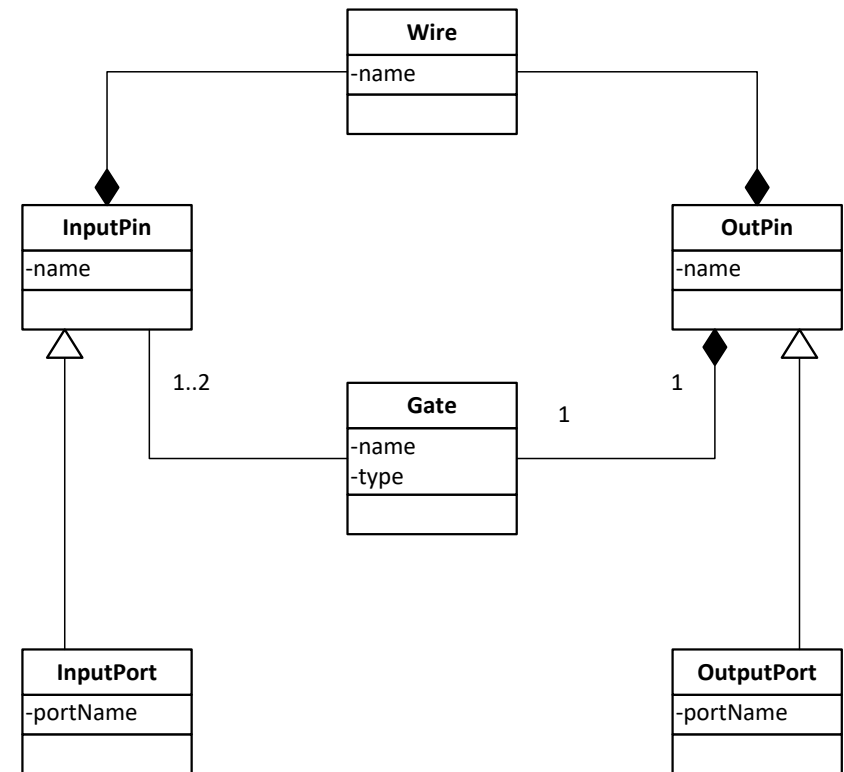 Wire
-name
InputPin
-name
OutPin
-name
1..2
1
1
Gate
-name
-type
InputPort
-portName
OutputPort
-portName